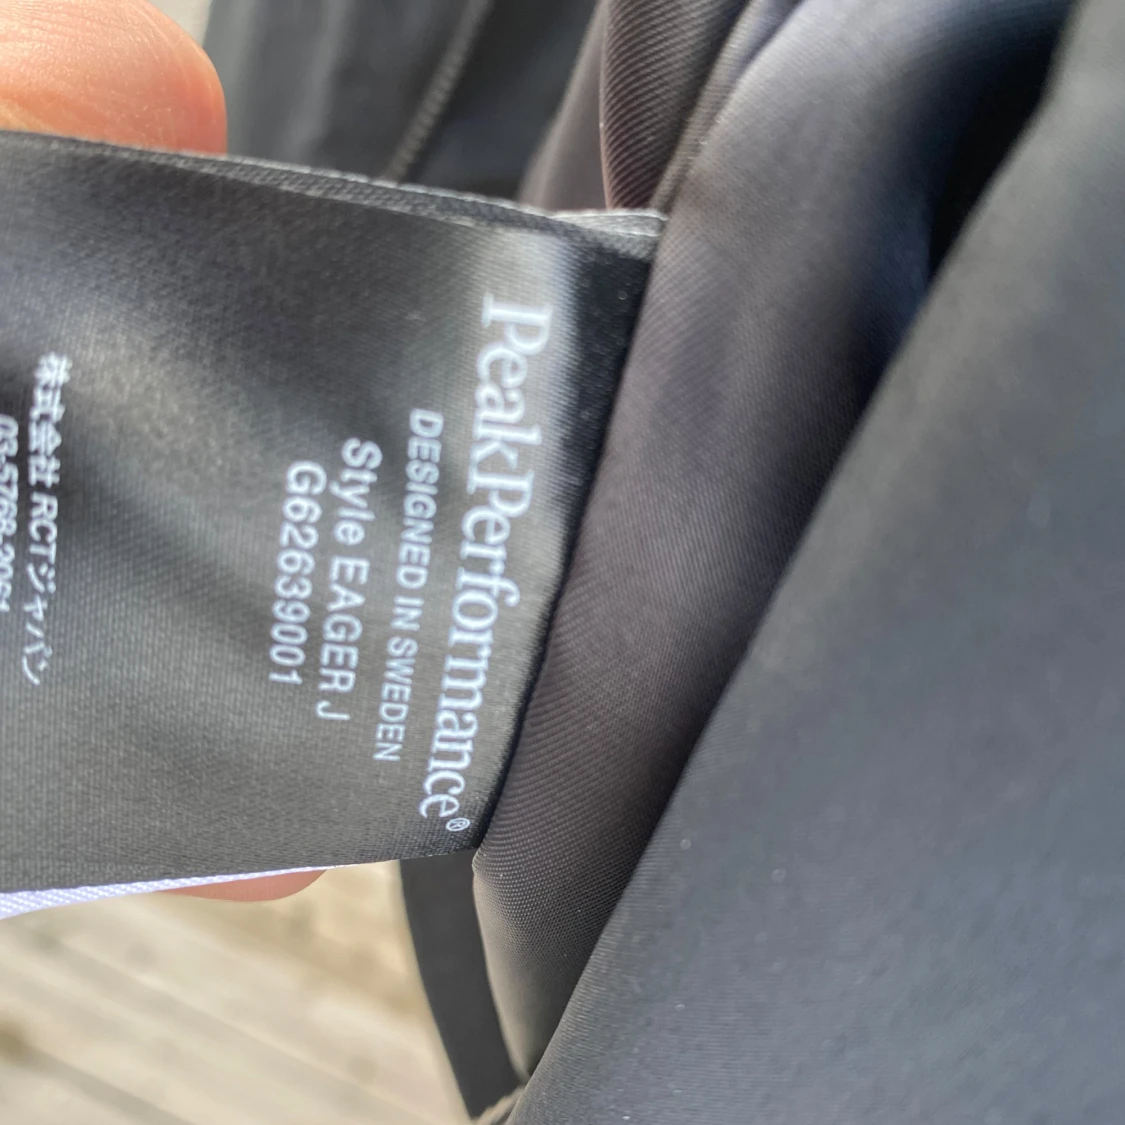 PeakPerformance®
DESIGNED IN SWEDEN
Style EAGER J
G62639001
株式会社 RCTジャパン